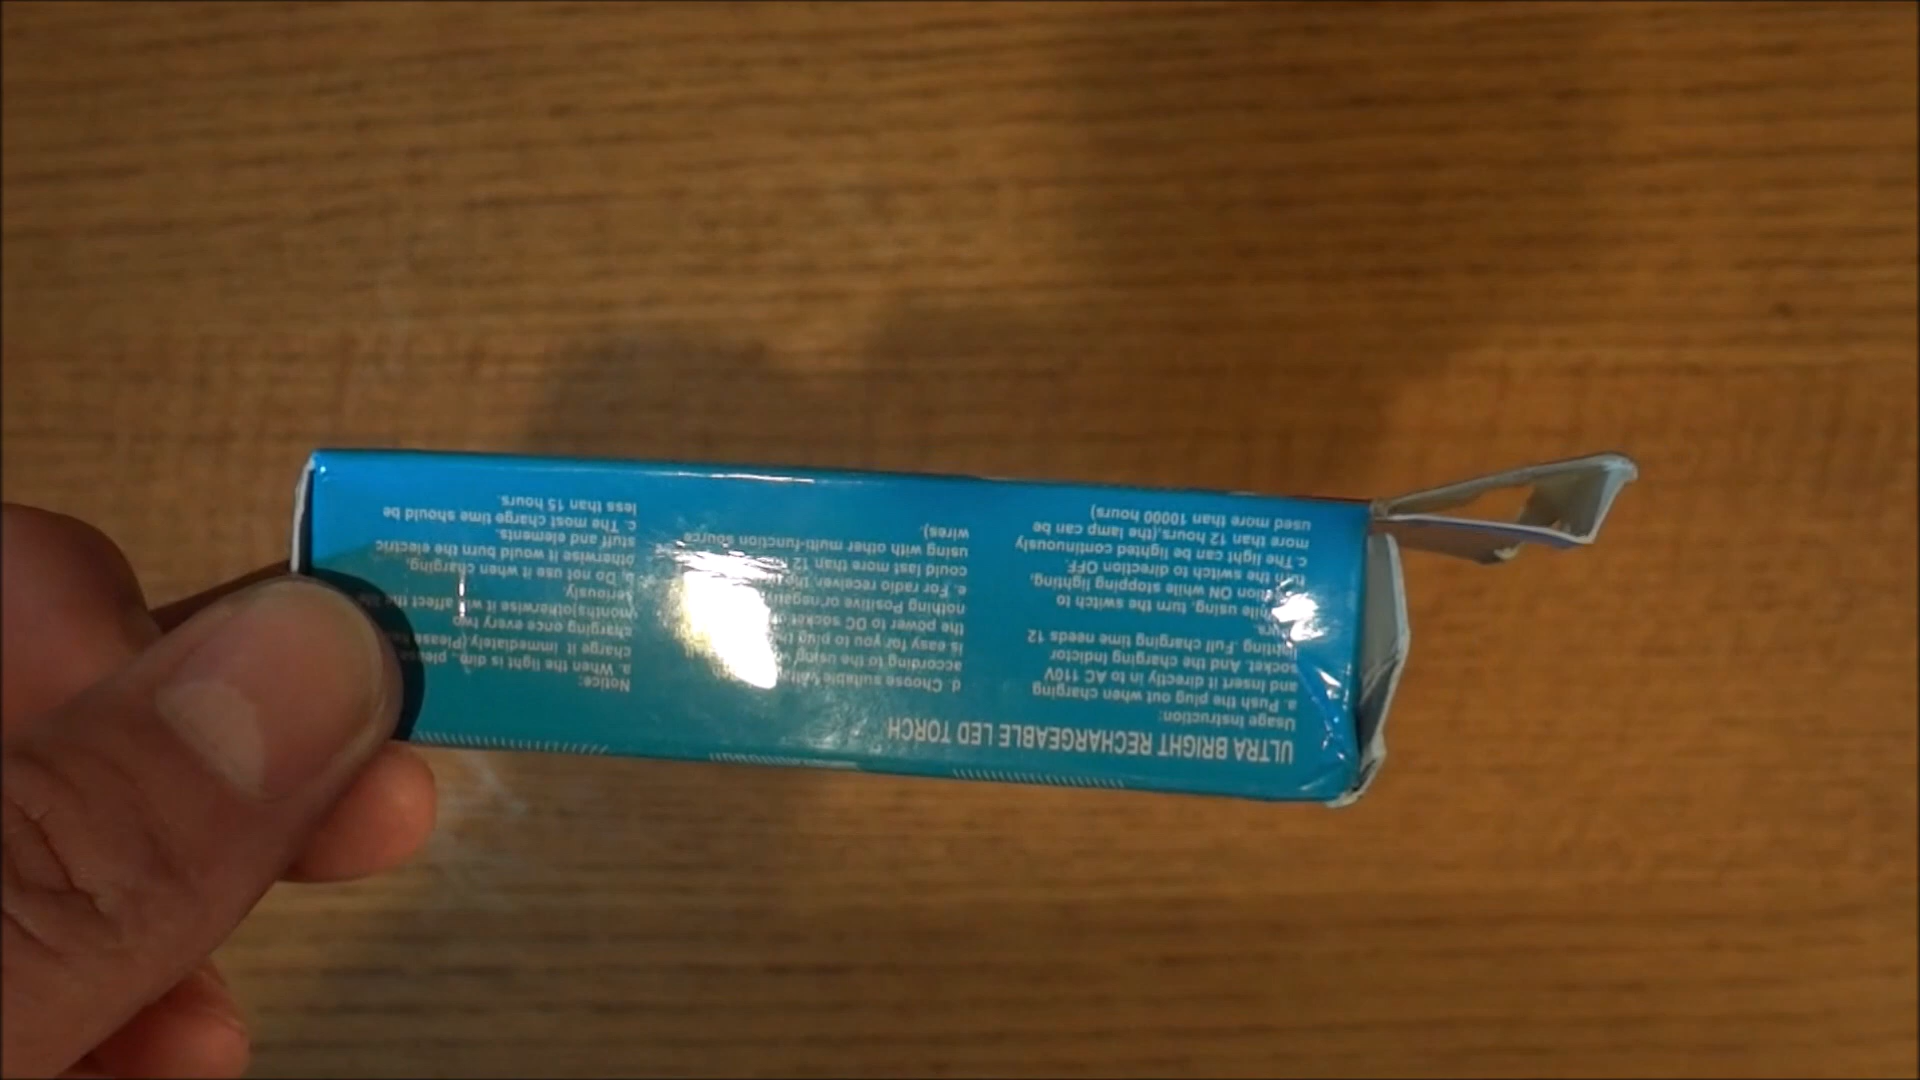 ULTRA BRIGHT RECHARGEABLE LED TORCH
Usage Instruction:
a. Push the plug out when charging
and Insert it directly in to AC 110V
socket. And the charging Indictor
lighting .Full charging time needs 12
while using, turn the switch to
ON while stopping lighting,
turn the switch to direction OFF.
c. The light can be lighted continuously
more than 12 hours,(the lamp can be
used more than 10000 hours)
d. Choose suitable
according to the using
is easy for you to plug
the power to DC socket
nothing Positive or negative
e. For radio receiver,
could last more than 12
using with other multi-function source
wires).
Notice:
a. When the light is dim,
charge it immediately (Please
charging once every two
months)otherwise it will affect the
seriously.
Do not use it when charging,
otherwise it would burn the electric
stuff and elements.
c. The most charge time should be
less than 15 hours.